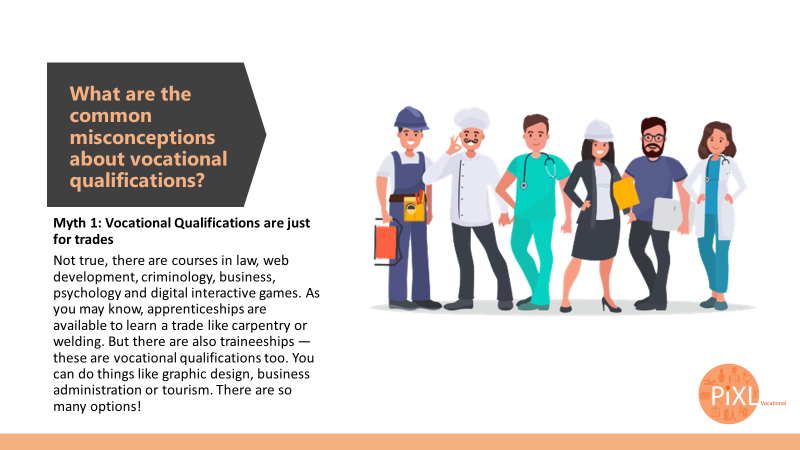 What are the
common
misconceptions
about vocational
qualifications?
Myth 1: Vocational Qualifications are just
for trades
Not true, there are courses in law, web
development, criminology, business,
psychology and digital interactive games. As
you may know, apprenticeships are
available to learn a trade like carpentry or
welding. But there are also traineeships —
these are vocational qualifications too. You
can do things like graphic design, business
administration or tourism. There are so
many options!
PiXL Vocational